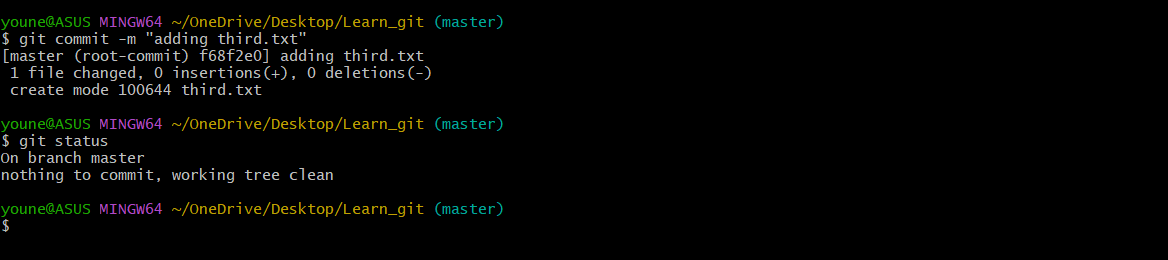 youne@ASUS MINGW64 ~/OneDrive/Desktop/Learn_git (master)
$ git commit -m "adding third.txt"
[master (root-commit) f68f2e0] adding third.txt
 1 file changed, 0 insertions(+), 0 deletions(-)
 create mode 100644 third.txt

youne@ASUS MINGW64 ~/OneDrive/Desktop/Learn_git (master)
$ git status
On branch master
nothing to commit, working tree clean

youne@ASUS MINGW64 ~/OneDrive/Desktop/Learn_git (master)
$